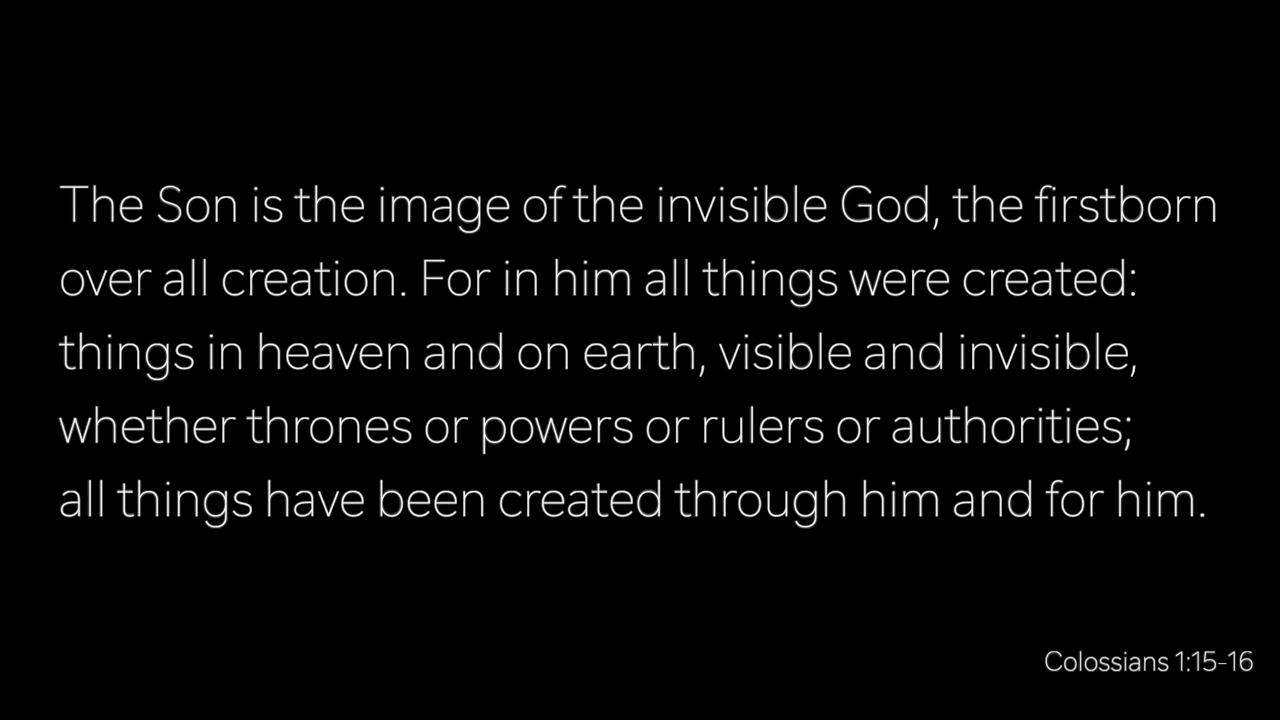 The Son is the image of the invisible God, the firstborn
over all creation. For in him all things were created:
things in heaven and on earth, visible and invisible,
whether thrones or powers or rulers or authorities;
all things have been created through him and for him.
Colossians 1:15-16